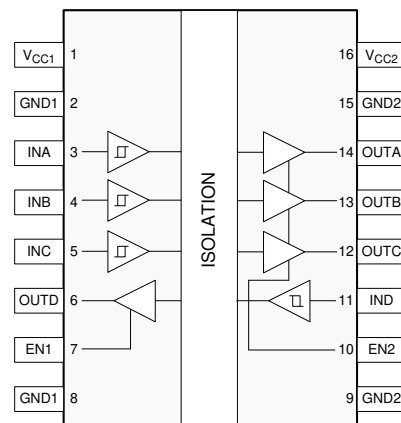 VCC1 1 16 VCC2
GND1 2 15 GND2
INA 3 14 OUTA
INB 4 13 OUTB
INC 5 12 OUTC
OUTD 6 11 IND
EN1 7 10 EN2
GND1 8 9 GND2
ISOLATION